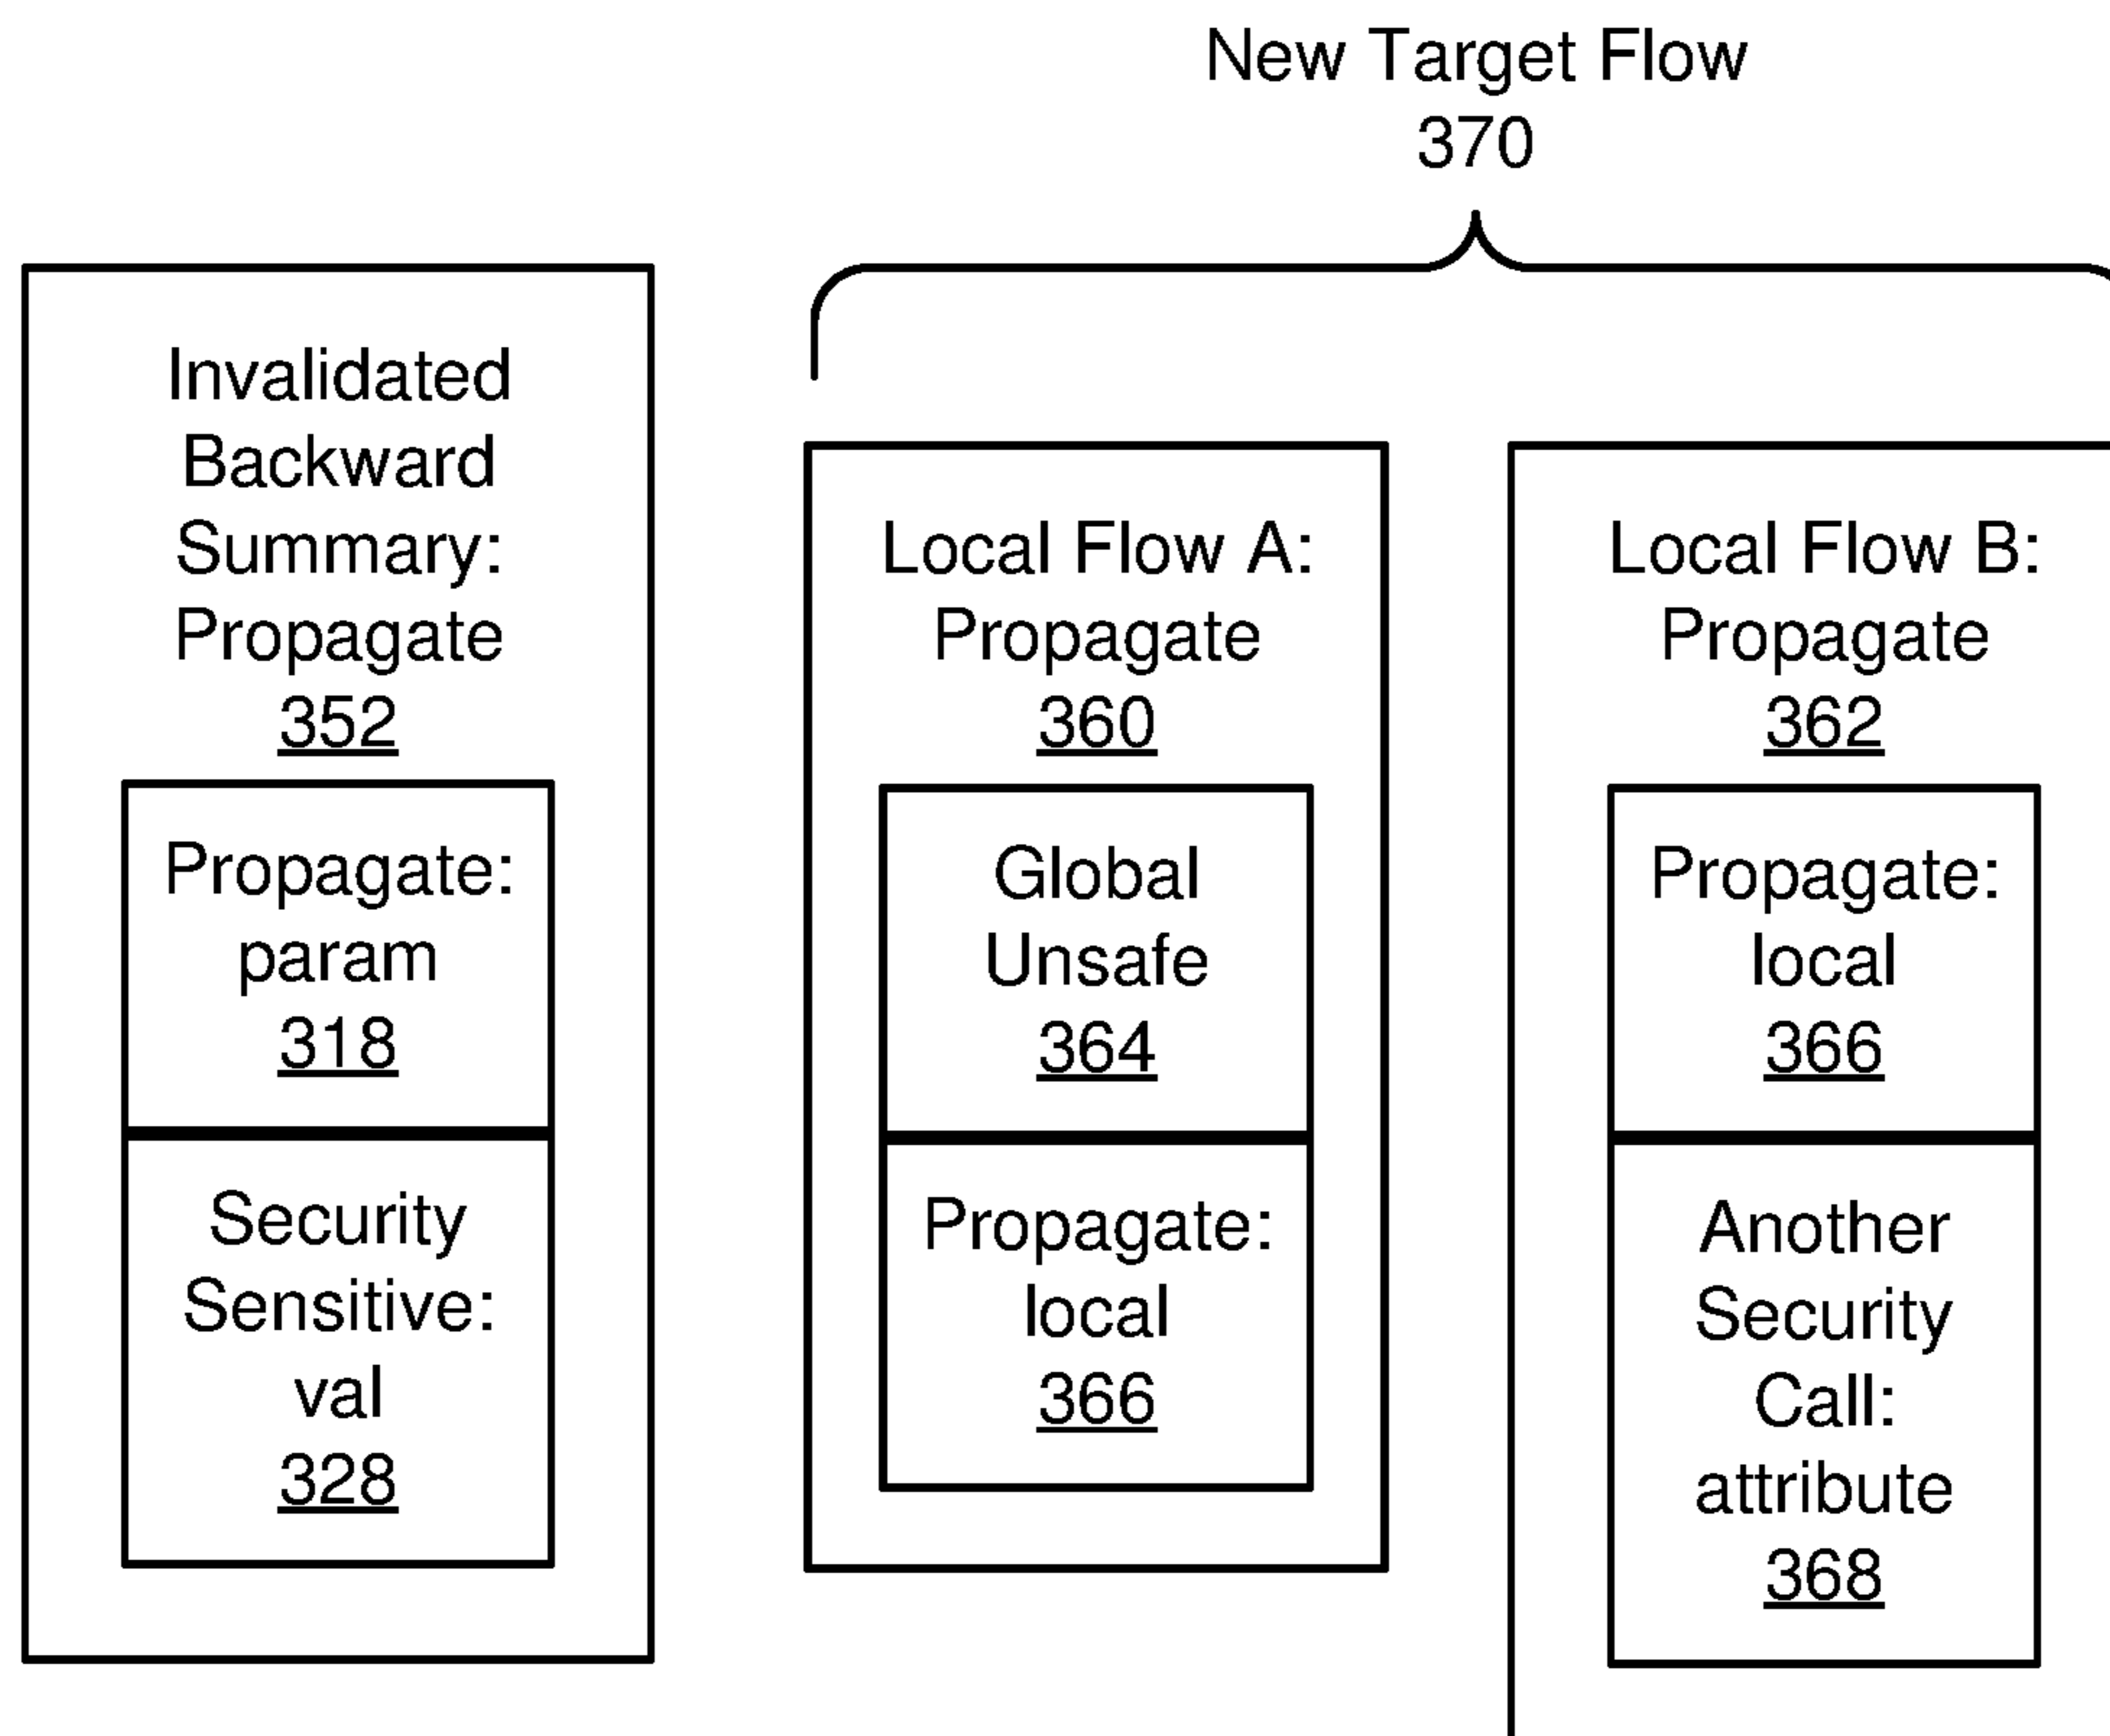 New Target Flow
370
Invalidated
Backward
Summary:
Propagate
352
Propagate:
param
318
Security
Sensitive:
val
328
Local Flow A:
Propagate
360
Global
Unsafe
364
Propagate:
local
366
Local Flow B:
Propagate
362
Propagate:
local
366
Another
Security
Call:
attribute
368